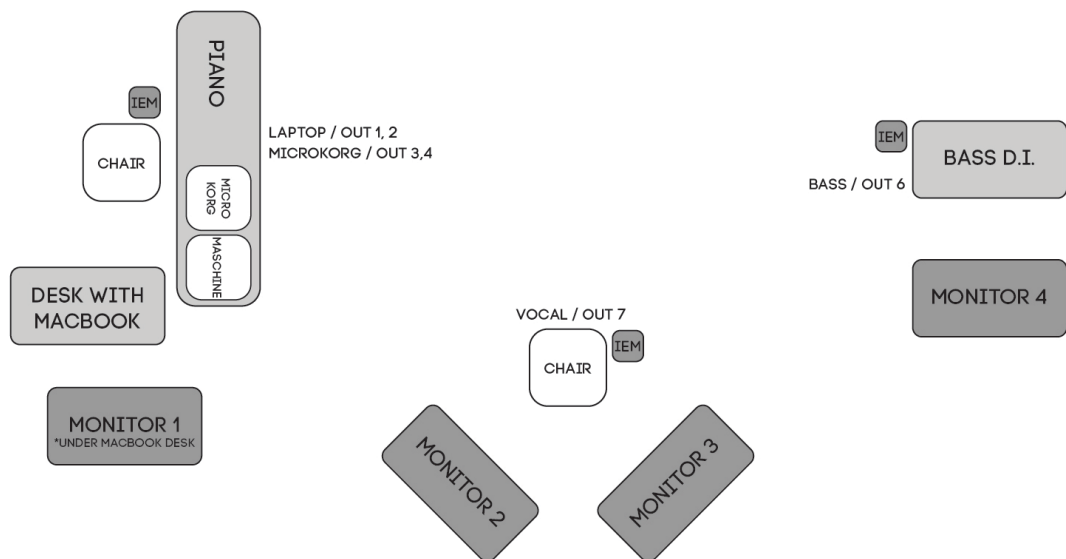 PIANO
IEM
CHAIR
LAPTOP / OUT 1, 2
MICROKORG / OUT 3,4
MICRO
KORG
MASCHINE
DESK WITH
MACBOOK
MONITOR 1
*UNDER MACBOOK DESK
VOCAL / OUT 7
CHAIR
IEM
MONITOR 2
MONITOR 3
IEM
BASS D.I.
BASS / OUT 6
MONITOR 4